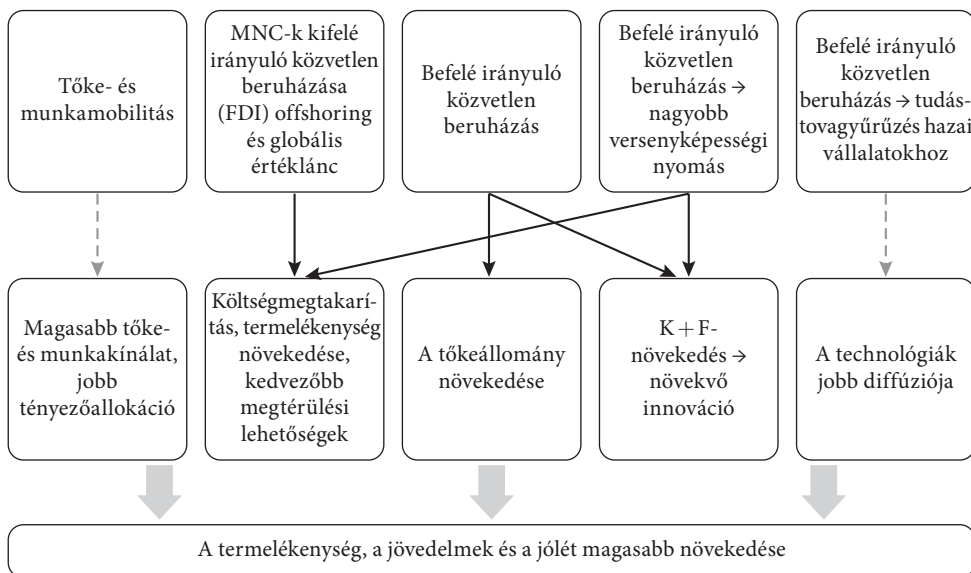 Tőke- és
munkamobilitás
MNC-k kifelé
irányuló közvetlen
beruházása
(FDI) offshoring
és globális
értéklánc
Befelé irányuló
közvetlen
beruházás
Befelé irányuló
közvetlen
beruházás →
nagyobb
versenyképességi
nyomás
Befelé irányuló
közvetlen
beruházás → tudás-
tovagyűrűzés hazai
vállalatokhoz
Magasabb tőke-
és munkakínálat,
jobb
tényezőallokáció
Költségmegtakarí-
tás, termelékenység
növekedése,
kedvezőbb
megtérülési
lehetőségek
A tőkeállomány
növekedése
K + F-
növekedés →
növekvő
innováció
A technológiák
jobb diffúziója
A termelékenység, a jövedelmek és a jólét magasabb növekedése